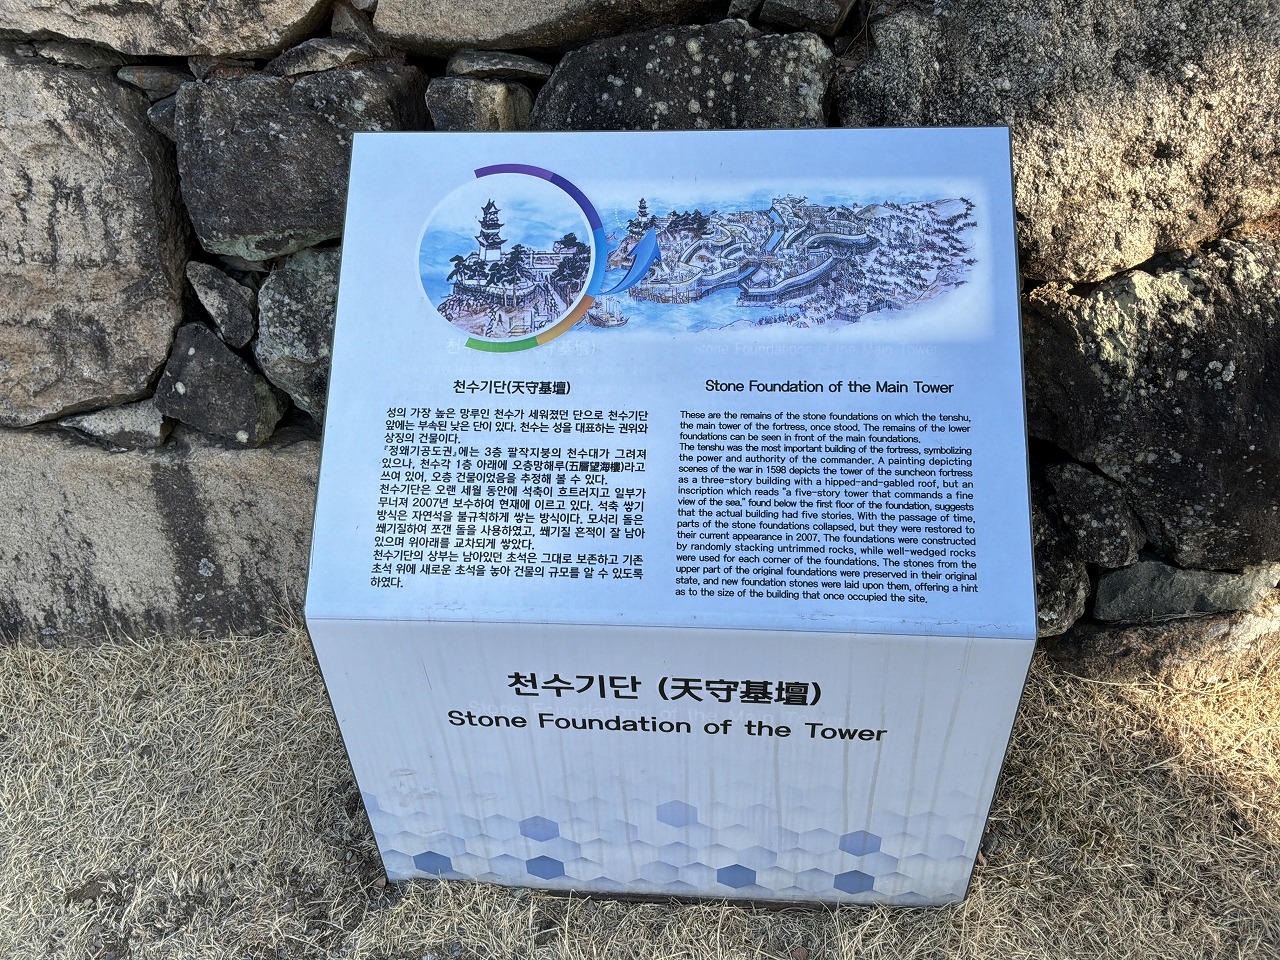 천수기단(天守基壇)
성의 가장 높은 망루인 천수가 세워졌던 단으로 천수기단
앞에는 부속된 낮은 단이 있다. 천수는 성을 대표하는 권위와
상징의 건물이다.
『정왜기공도권』에는 3층 팔작지붕의 천수대가 그려져
있으나, 천수각 1층 아래에 오층망해루(五層望海樓)라고
쓰여 있어, 오층 건물이었음을 추정해 볼 수 있다.
천수기단은 오랜 세월 동안에 석축이 흐트러지고 일부가
무너져 2007년 보수하여 현재에 이르고 있다. 석축 쌓기
방식은 자연석을 불규칙하게 쌓는 방식이다. 모서리 돌은
쐐기질하여 쪼갠 돌을 사용하였고, 쐐기질 흔적이 잘 남아
있으며 위아래를 교차되게 쌓았다.
천수기단의 상부는 남아있던 초석은 그대로 보존하고 기존
초석 위에 새로운 초석을 놓아 건물의 규모를 알 수 있도록
하였다.
Stone Foundation of the Main Tower
These are the remains of the stone foundations on which the tenshu,
the main tower of the fortress, once stood. The remains of the lower
foundations can be seen in front of the main foundations.
The tenshu was the most important building of the fortress, symbolizing
the power and authority of the commander. A painting depicting
scenes of the war in 1598 depicts the tower of the suncheon fortress
as a three-story building with a hipped-and-gabled roof, but an
inscription which reads "a five-story tower that commands a fine
view of the sea," found below the first floor of the foundation, suggests
that the actual building had five stories. With the passage of time,
parts of the stone foundations collapsed, but they were restored to
their current appearance in 2007. The foundations were constructed
by randomly stacking untrimmed rocks, while well-wedged rocks
were used for each corner of the foundations. The stones from the
upper part of the original foundations were preserved in their original
state, and new foundation stones were laid upon them, offering a hint
as to the size of the building that once occupied the site.
천수기단 (天守基壇)
Stone Foundation of the Tower